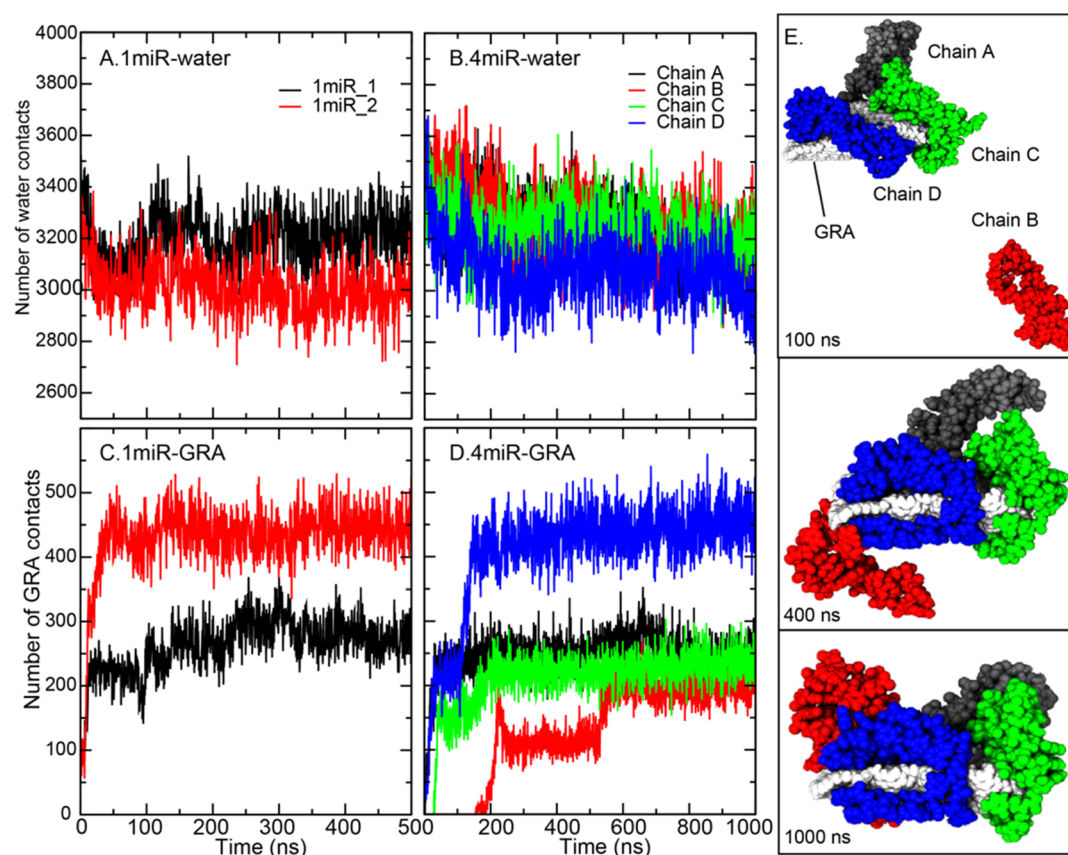 A.1miR-water
1miR_1
1miR_2
Number of water contacts
4000
3800
3600
3400
3200
3000
2800
2600
B.4miR-water
Chain A
Chain B
Chain C
Chain D
C.1miR-GRA
Number of GRA contacts
500
400
300
200
100
0
0 100 200 300 400 500
Time (ns)
D.4miR-GRA
0 200 400 600 800 1000
Time (ns)
E.
Chain A
Chain C
Chain D
GRA
Chain B
100 ns
400 ns
1000 ns